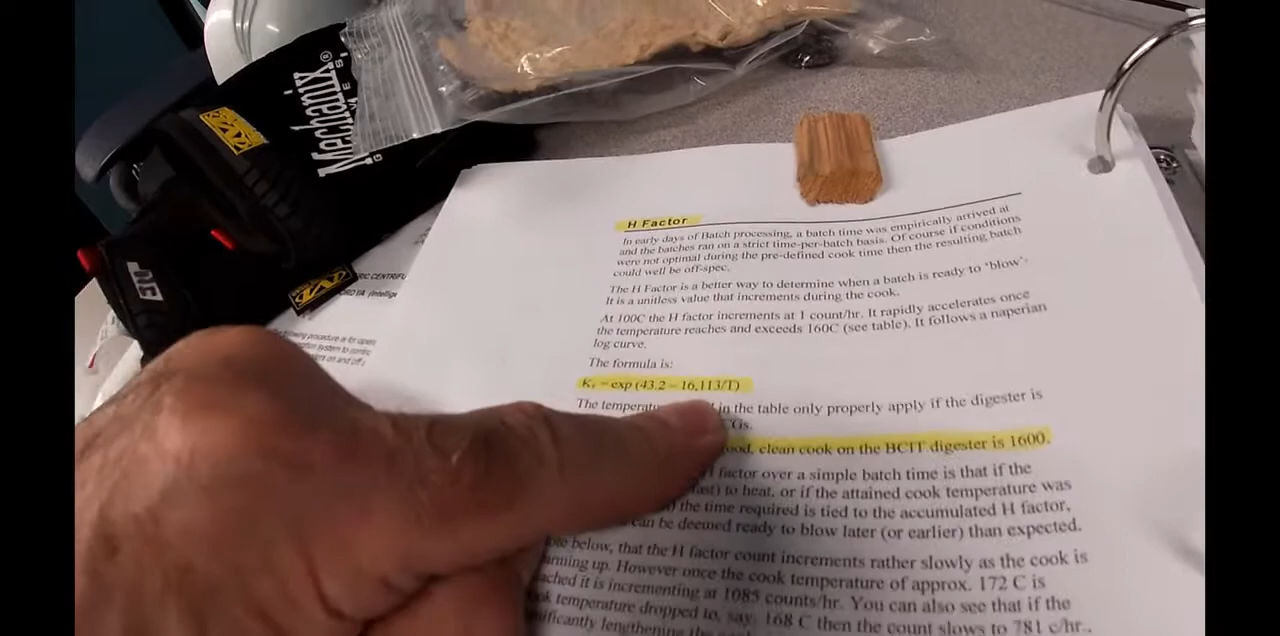 Mechanix®
H Factor
In early days of Batch processing, a batch time was empirically arrived at
and the batches ran on a strict time-per-batch basis. Of course if conditions
were not optimal during the pre-defined cook time then the resulting batch
could well be off-spec.
The H Factor is a better way to determine when a batch is ready to 'blow'.
It is a unitless value that increments during the cook.
At 100C the H factor increments at 1 count/hr. It rapidly accelerates once
the temperature reaches and exceeds 160C (see table). It follows a naperian
log curve.
The formula is:
Kr = exp (43.2 – 16,113/T)
The in the table only properly apply if the digester is
CGs.
clean cook on the BCIT digester is 1600.
factor over a simple batch time is that if the
to heat, or if the attained cook temperature was
the time required is tied to the accumulated H factor,
can be deemed ready to blow later (or earlier) than expected.
below, that the H factor count increments rather slowly as the cook is
However once the cook temperature of approx. 172 C is
it is incrementing at 1085 counts/hr. You can also see that if the
temperature dropped to, say, 168 C then the count slows to 781 c/hr.,
lengthening
procedure is for
system to
on and off